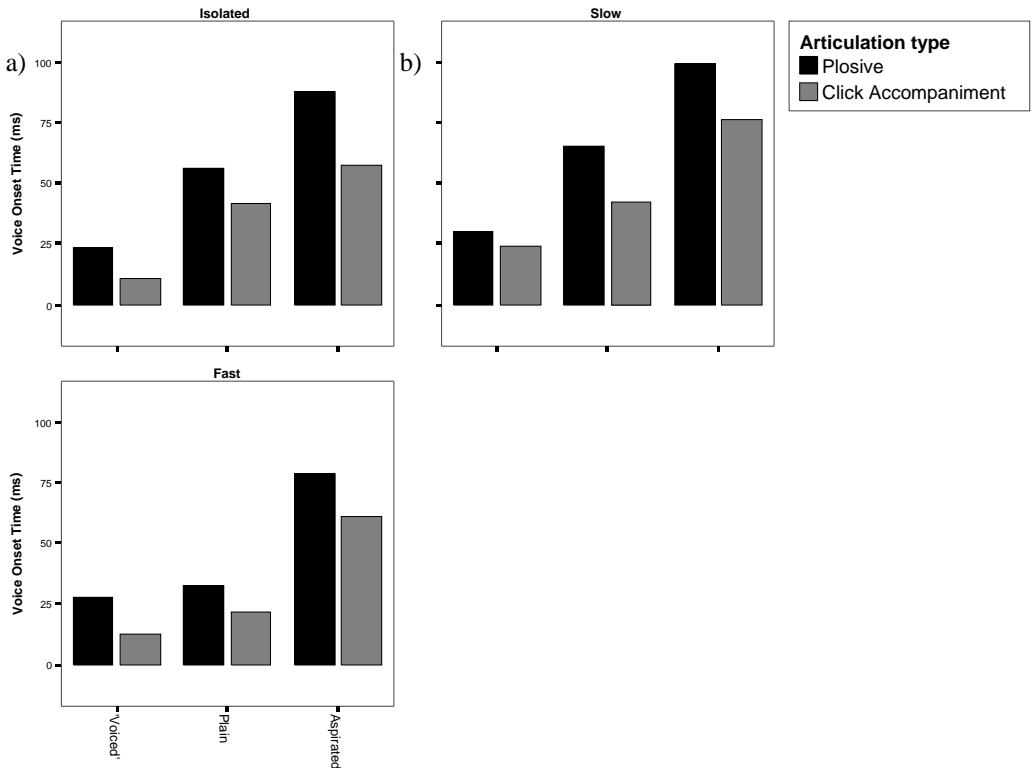 Isolated
Slow
a)
b)
Articulation type
Plosive
Click Accompaniment
Voice Onset Time (ms)
100
75
50
25
0
Fast
Voice Onset Time (ms)
100
75
50
25
0
'Voiced'
Plain
Aspirated